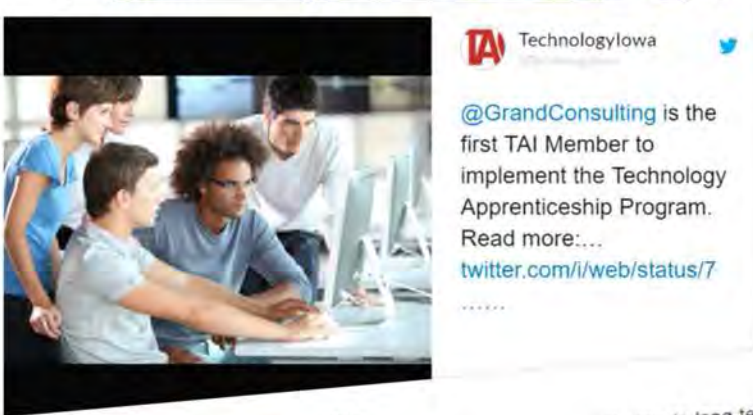 TAI
TechnologyIowa
@GrandConsulting is the
first TAI Member to
implement the Technology
Apprenticeship Program.
Read more:...
twitter.com/i/web/status/7
......